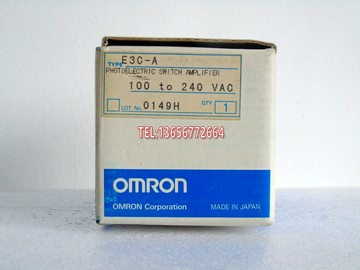 TYPE E3C-A
PHOTOELECTRIC SWITCH AMPLIFIER
100 to 240 VAC
LOT No. 0149H QTY 1
TEL:13656772664
OMRON
OMRON Corporation MADE IN JAPAN